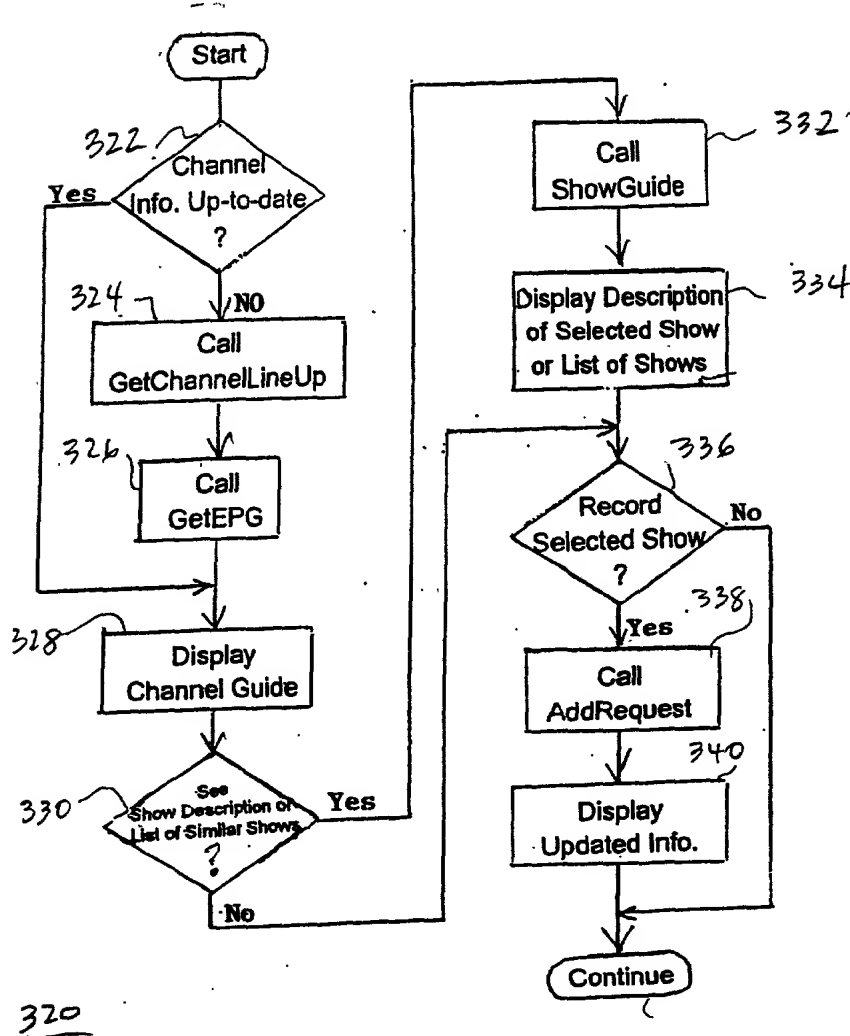 Start
322
Channel
Info. Up-to-date
?
Yes
NO
324
Call
GetChannelLineUp
326
Call
GetEPG
328
Display
Channel Guide
330
See
Show Description or
List of Similar Shows
?
Yes
No
332
Call
ShowGuide
334
Display Description
of Selected Show
or List of Shows
336
Record
Selected Show
?
No
Yes
338
Call
AddRequest
340
Display
Updated Info.
Continue
320